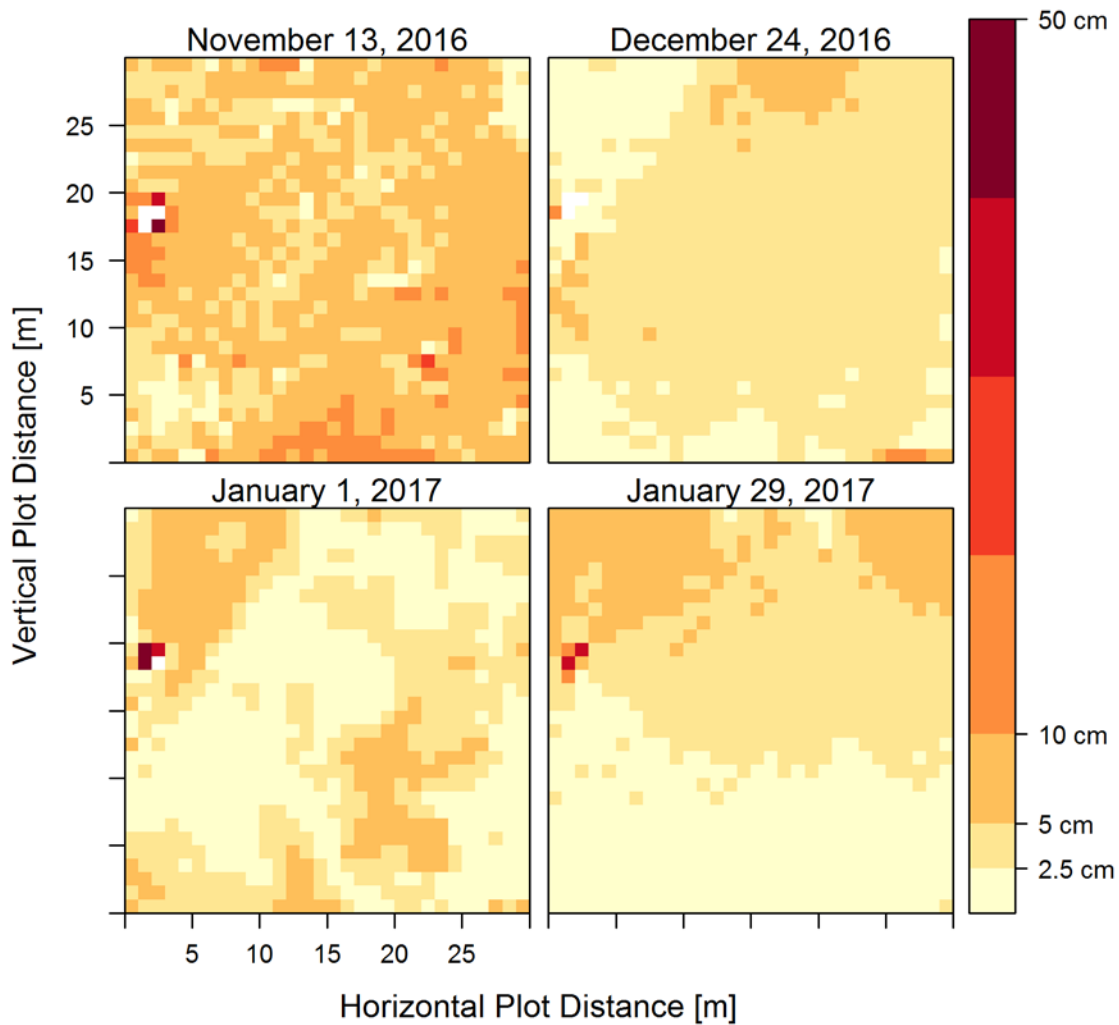 November 13, 2016
December 24, 2016
50 cm
25
20
15
10
5
Vertical Plot Distance [m]
January 1, 2017
January 29, 2017
10 cm
5 cm
2.5 cm
5
10
15
20
25
Horizontal Plot Distance [m]